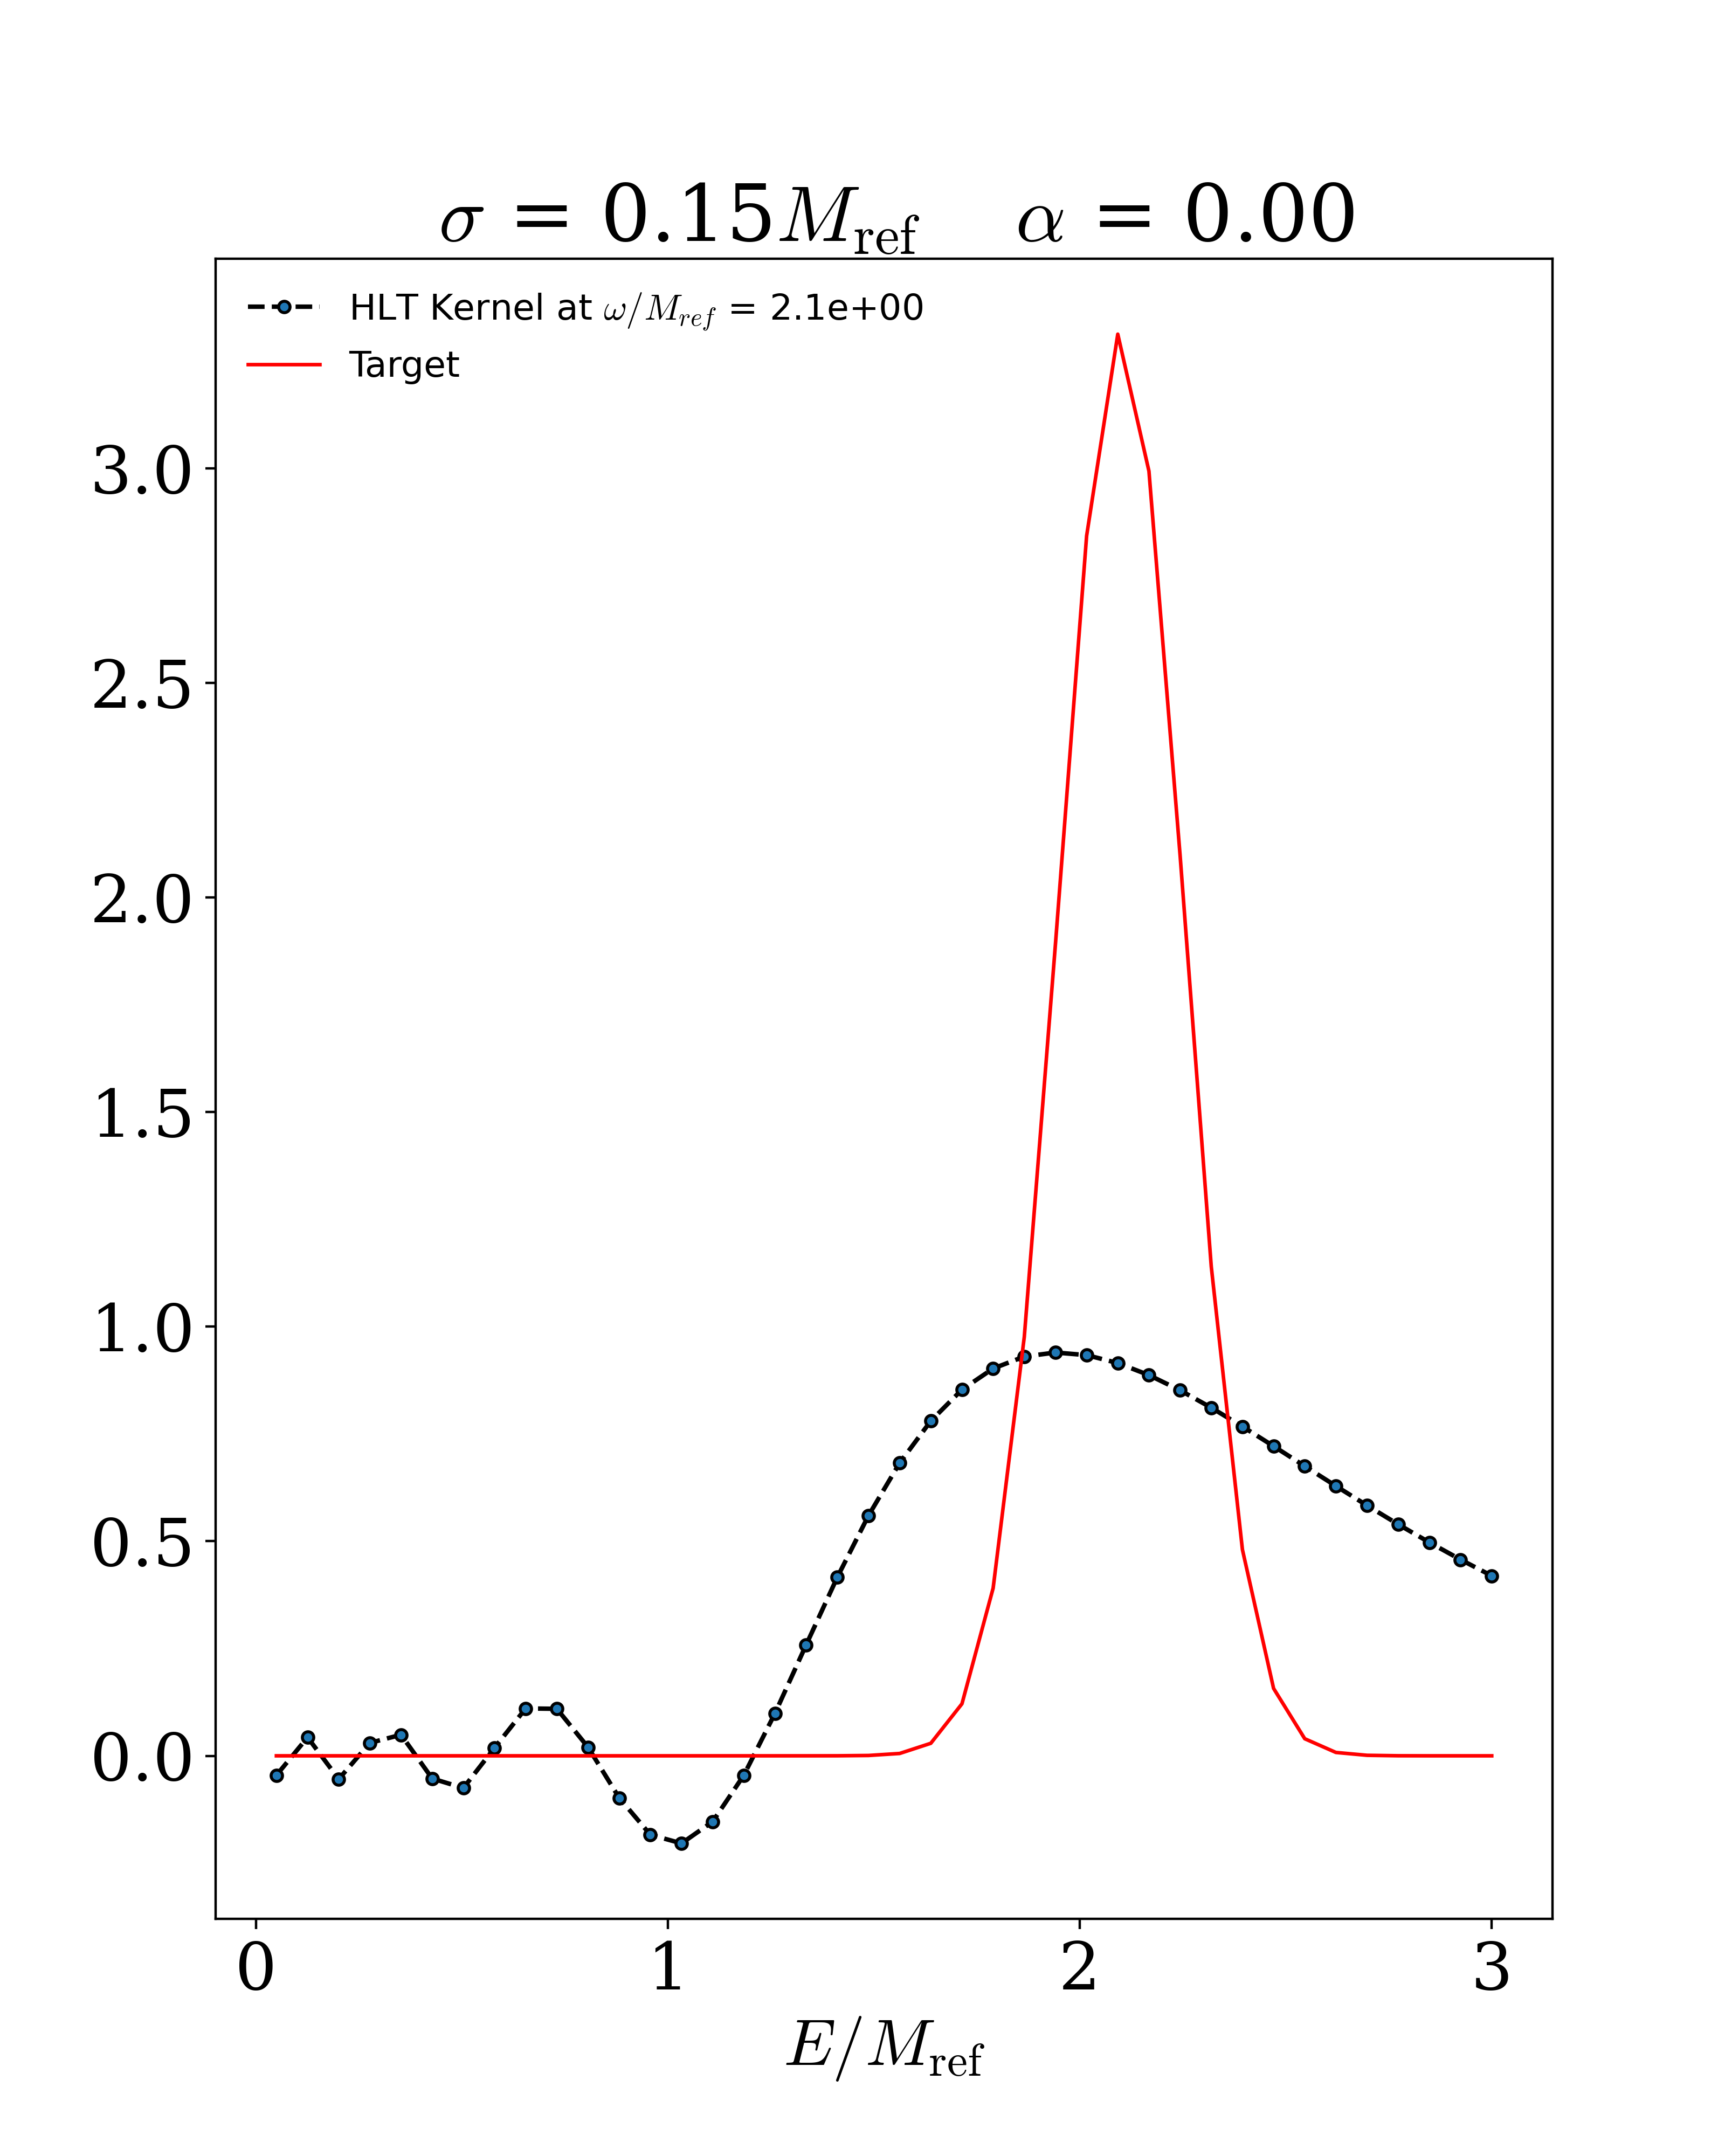 σ = 0.15M_ref α = 0.00
HLT Kernel at ω/M_ref = 2.1e+00
Target
3.0
2.5
2.0
1.5
1.0
0.5
0.0
0 1 2 3
E/M_ref